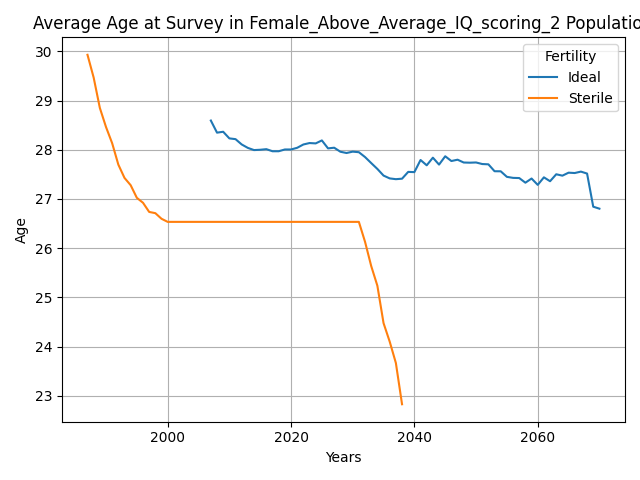 Average Age at Survey in Female_Above_Average_IQ_scoring_2 Populatio
30
29
28
27
26
25
24
23
Age
Fertility
Ideal
Sterile
2000
2020
2040
2060
Years